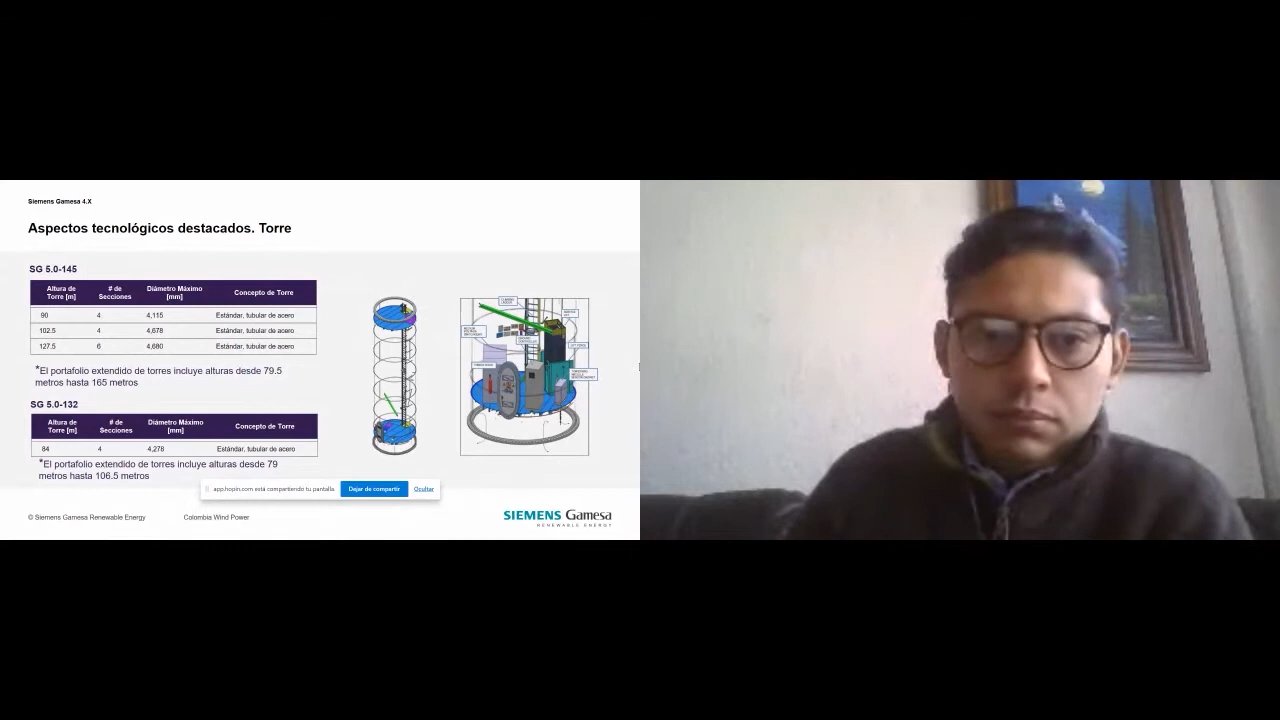 Siemens Gamesa 4.X
Aspectos tecnológicos destacados. Torre
SG 5.0-145
Altura de Torre [m] # de Secciones Diámetro Máximo [mm] Concepto de Torre
90 4 4,115 Estándar, tubular de acero
102.5 4 4,678 Estándar, tubular de acero
127.5 6 4,680 Estándar, tubular de acero
*El portafolio extendido de torres incluye alturas desde 79.5
metros hasta 165 metros
SG 5.0-132
Altura de Torre [m] # de Secciones Diámetro Máximo [mm] Concepto de Torre
84 4 4,278 Estándar, tubular de acero
*El portafolio extendido de torres incluye alturas desde 79
metros hasta 106.5 metros
app.hopin.com está compartiendo tu pantalla. Dejar de compartir Ocultar
© Siemens Gamesa Renewable Energy Colombia Wind Power
SIEMENS Gamesa
RENEWABLE ENERGY